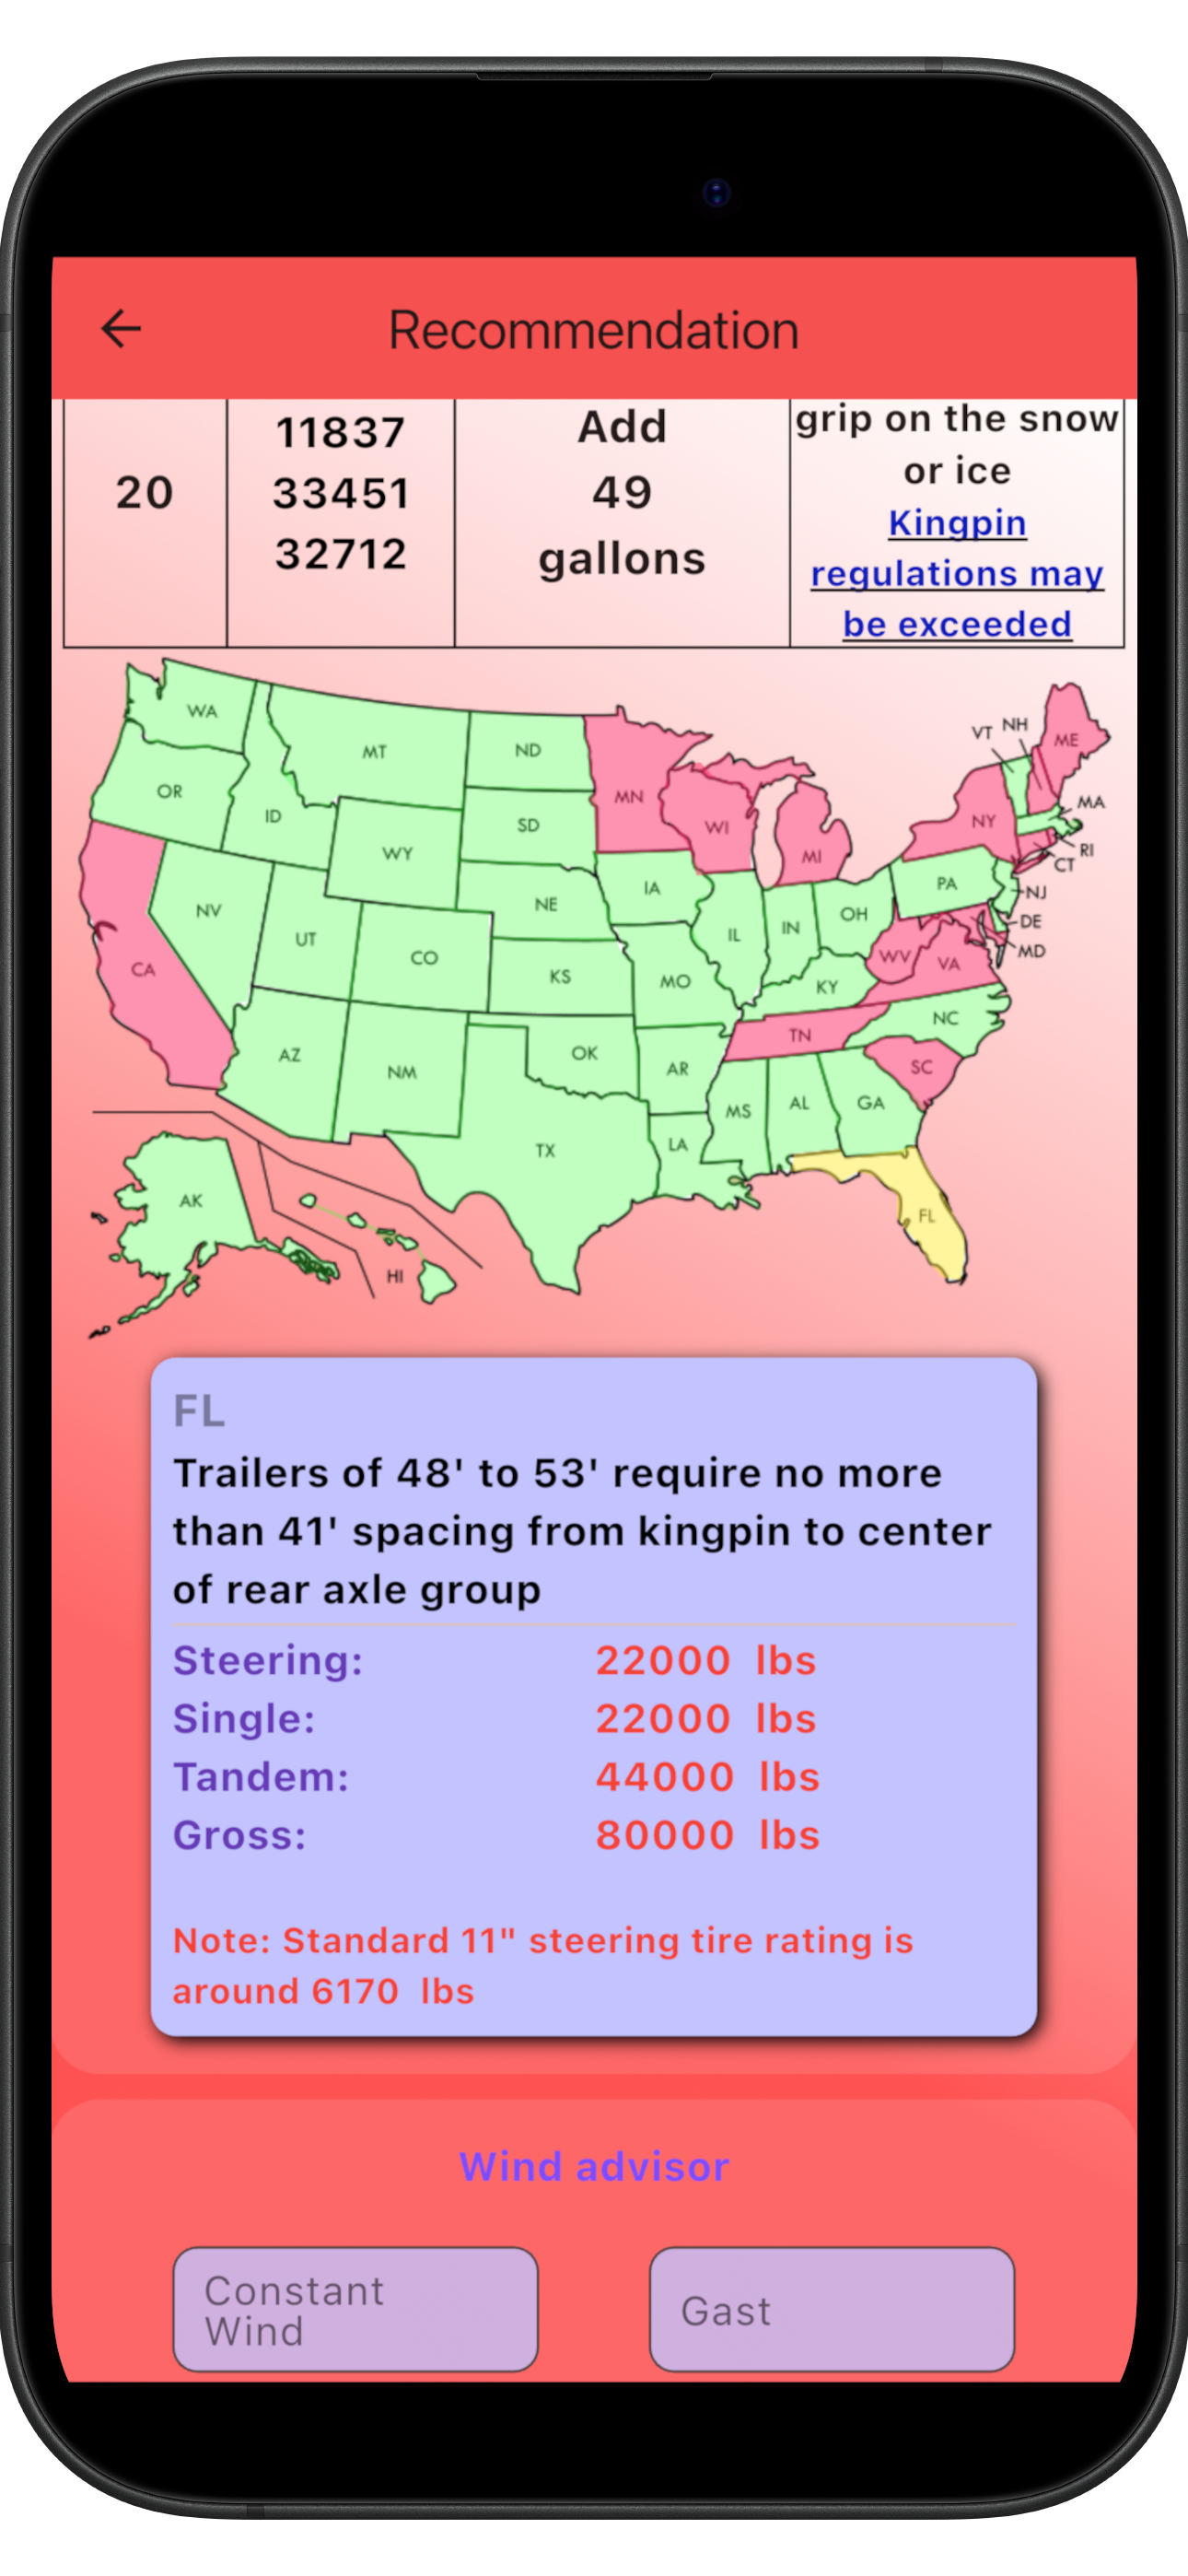 Recommendation
20
11837
33451
32712
Add
49
gallons
grip on the snow
or ice
Kingpin
regulations may
be exceeded
WA
MT
ND
MN
OR
ID
SD
WI
MI
WY
NY
VT
NH
ME
MA
RI
CT
NV
UT
CO
NE
IA
IL
IN
OH
PA
NJ
DE
MD
CA
KS
MO
KY
WV
VA
AZ
NM
OK
AR
TN
NC
SC
TX
LA
MS
AL
GA
FL
AK
HI
FL
Trailers of 48' to 53' require no more
than 41' spacing from kingpin to center
of rear axle group
Steering: 22000 lbs
Single: 22000 lbs
Tandem: 44000 lbs
Gross: 80000 lbs
Note: Standard 11" steering tire rating is
around 6170 lbs
Wind advisor
Constant
Wind
Gast